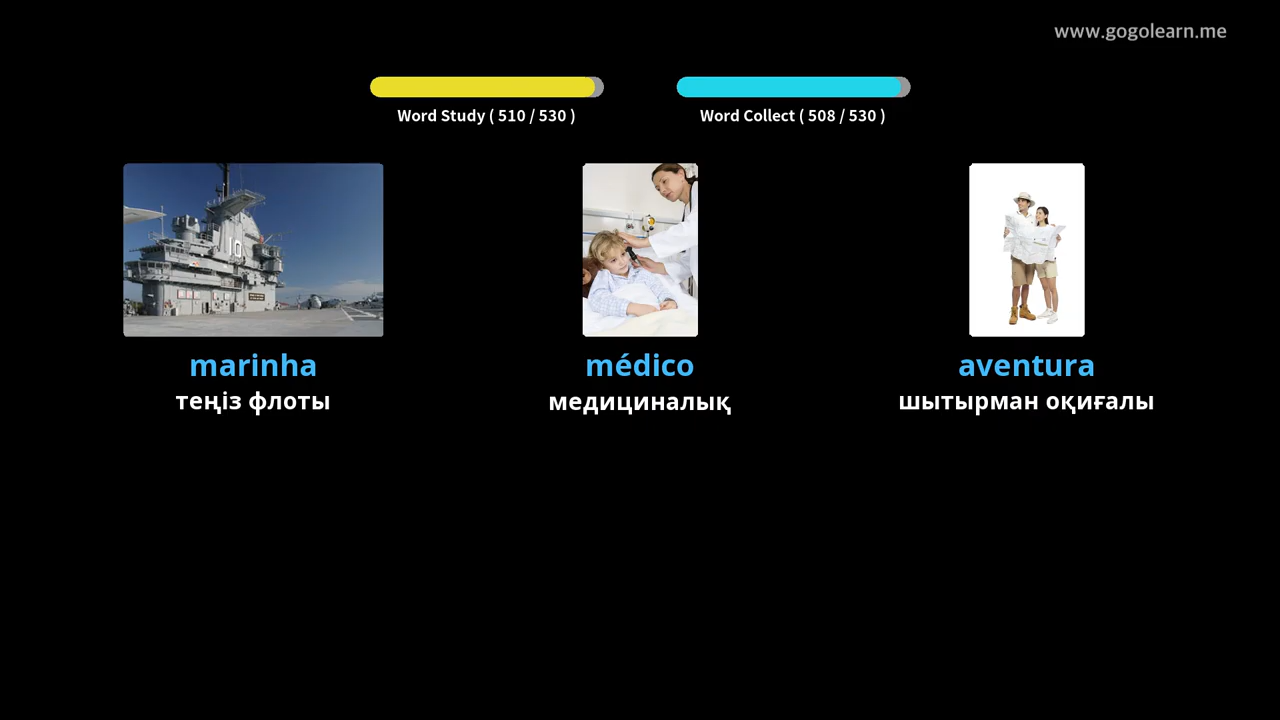 www.gogolearn.me
Word Study ( 510 / 530 )
Word Collect ( 508 / 530 )
10
marinha
médico
aventura
теңіз флоты
медициналық
шытырман оқиғалы